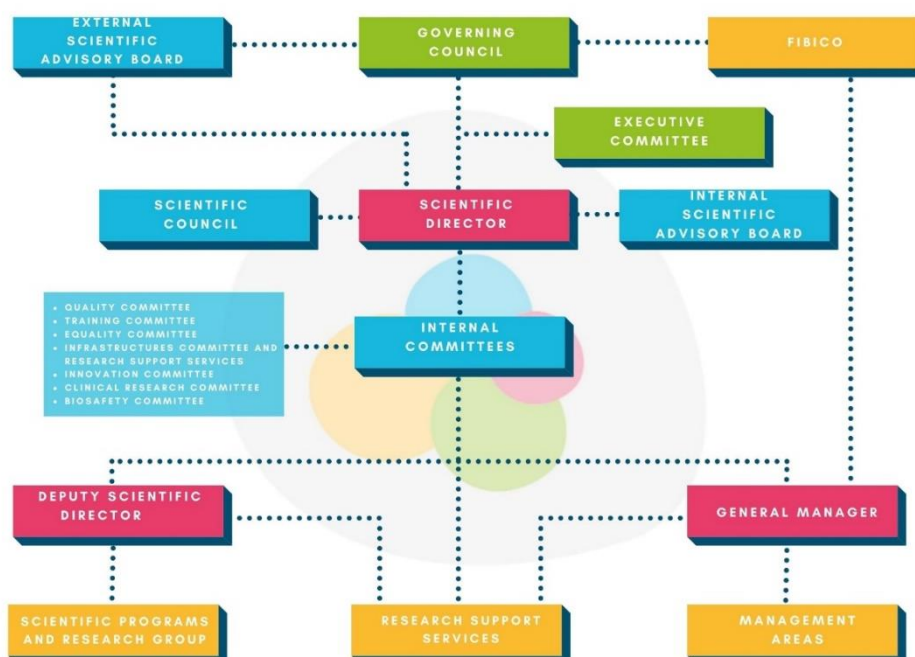 EXTERNAL
SCIENTIFIC
ADVISORY BOARD
GOVERNING
COUNCIL
FIBICO
EXECUTIVE
COMMITTEE
SCIENTIFIC
COUNCIL
SCIENTIFIC
DIRECTOR
INTERNAL
SCIENTIFIC
ADVISORY BOARD
• QUALITY COMMITTEE
• TRAINING COMMITTEE
• EQUALITY COMMITTEE
• INFRASTRUCTURES COMMITTEE AND
RESEARCH SUPPORT SERVICES
• INNOVATION COMMITTEE
• CLINICAL RESEARCH COMMITTEE
• BIOSAFETY COMMITTEE
INTERNAL
COMMITTEES
DEPUTY SCIENTIFIC
DIRECTOR
GENERAL MANAGER
SCIENTIFIC PROGRAMS
AND RESEARCH GROUP
RESEARCH SUPPORT
SERVICES
MANAGEMENT
AREAS